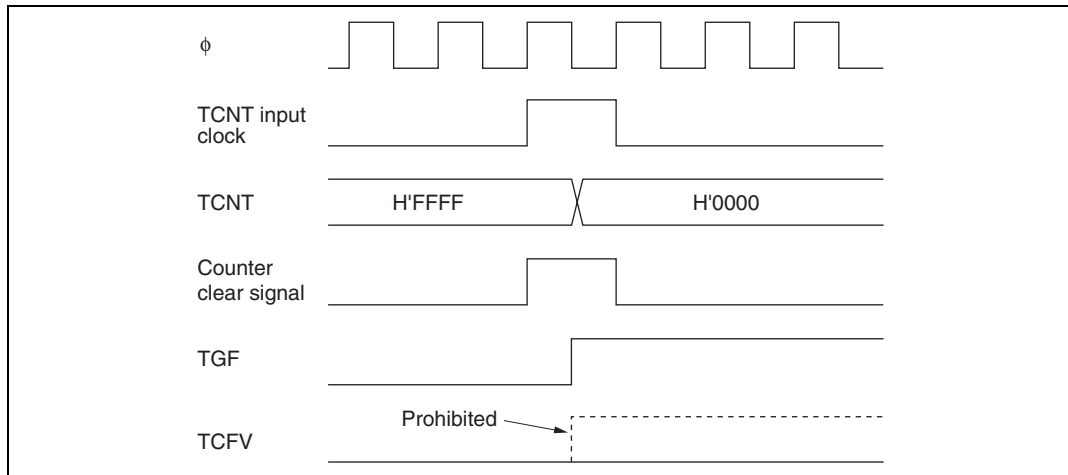 ϕ
TCNT input
clock
TCNT
H'FFFF
H'0000
Counter
clear signal
TGF
Prohibited
TCFV